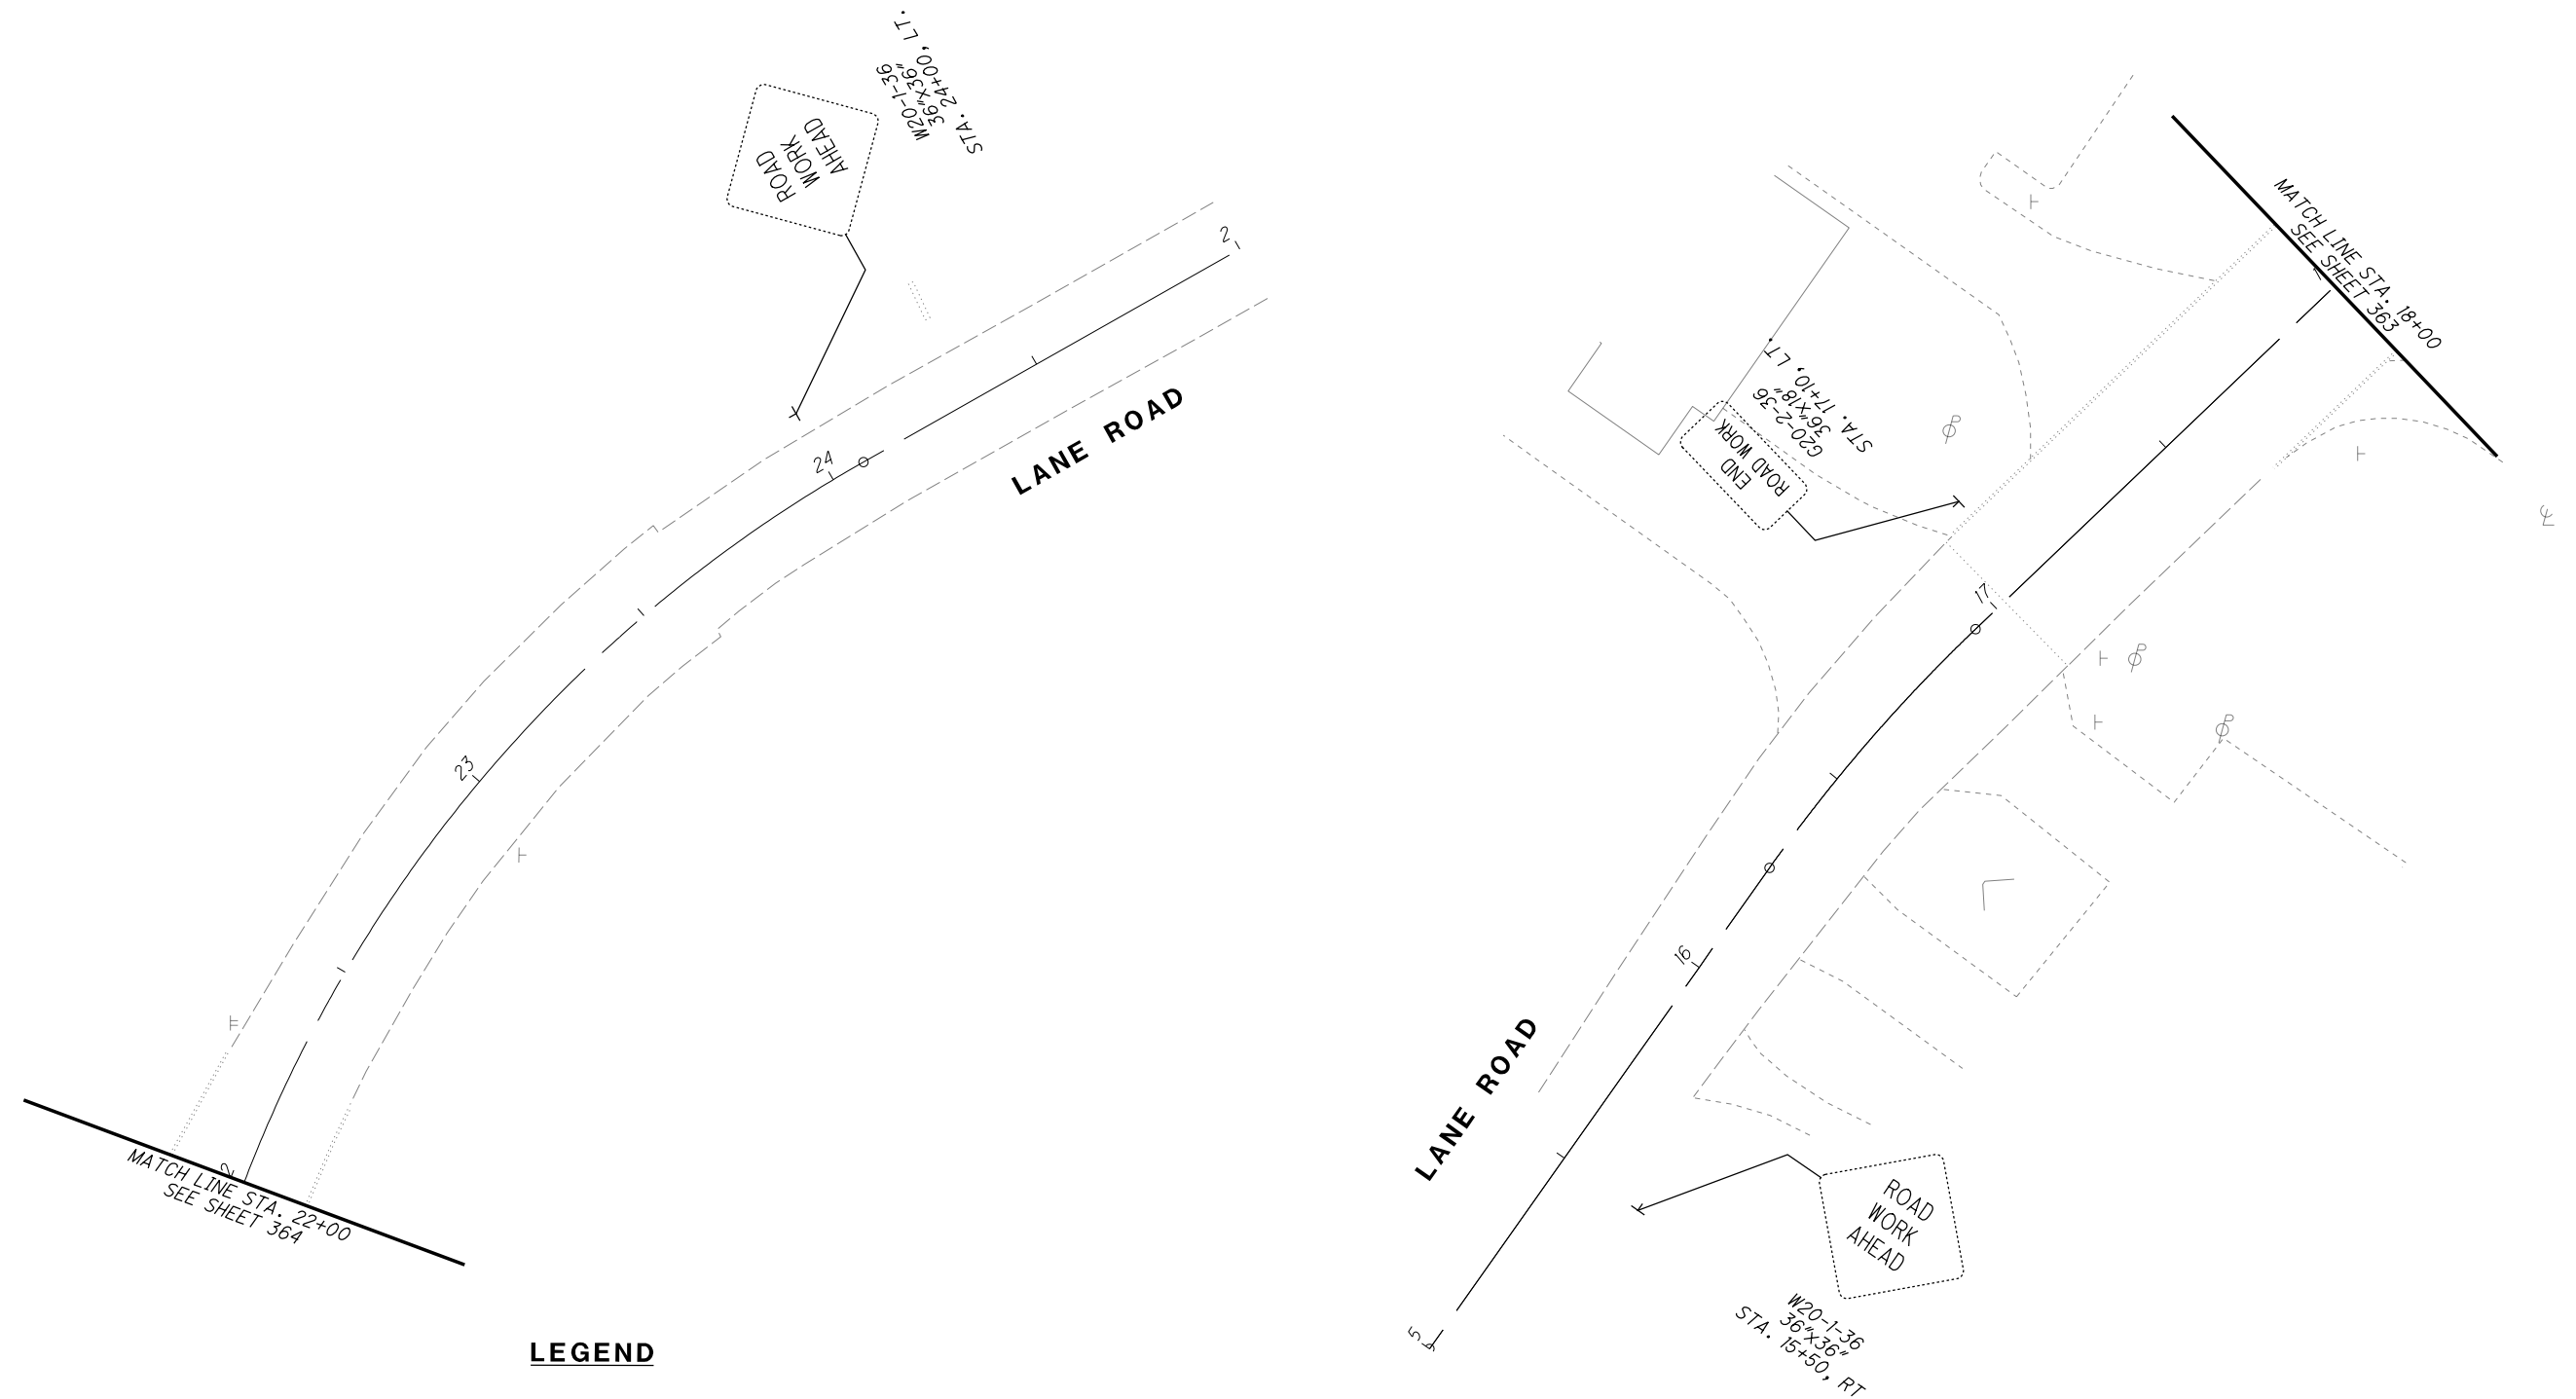 ROAD
WORK
AHEAD
W20-1-36
36"x36"
STA. 24+00, LT.
2
24
23
LANE ROAD
2
MATCH LINE STA. 22+00
SEE SHEET 364
LEGEND
MATCH LINE STA. 18+00
SEE SHEET 363
END
ROAD WORK
G20-2-36
36"x18"
STA. 17+10, LT.
17
16
LANE ROAD
5
ROAD
WORK
AHEAD
W20-1-36
36"x36"
STA. 15+50, RT